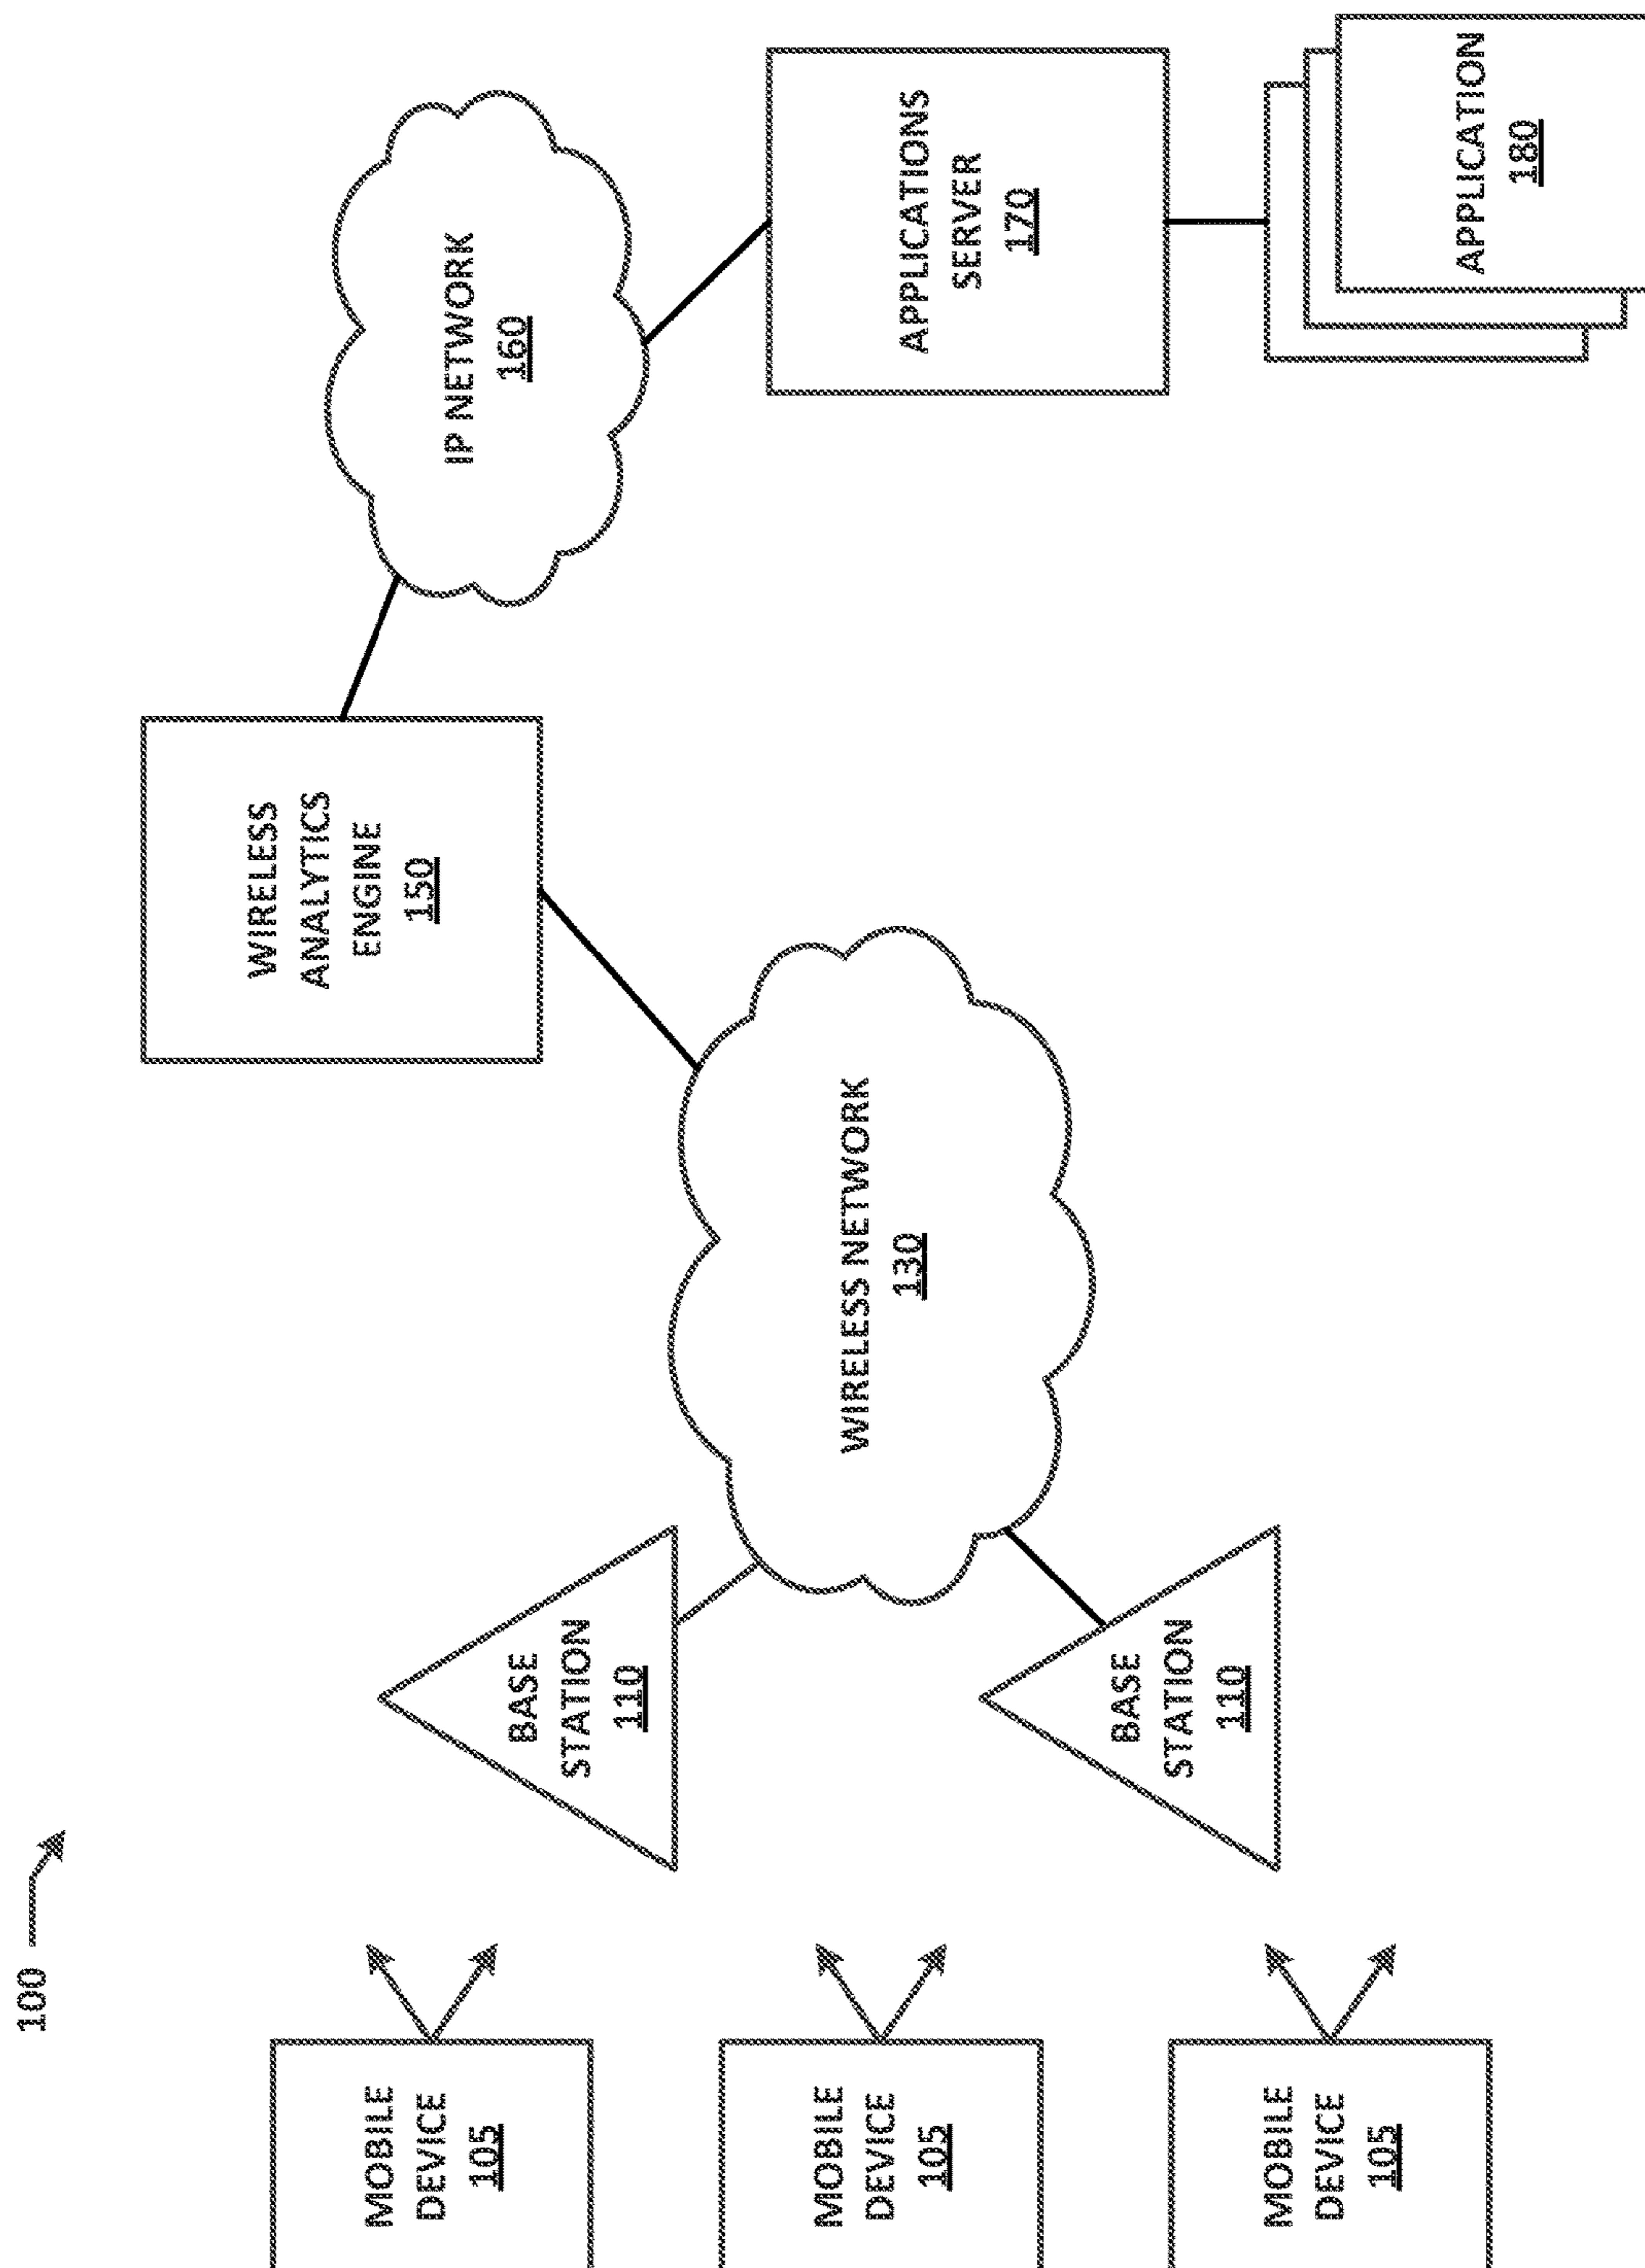 100
MOBILE
DEVICE
105
MOBILE
DEVICE
105
MOBILE
DEVICE
105
BASE
STATION
110
BASE
STATION
110
WIRELESS NETWORK
130
WIRELESS
ANALYTICS
ENGINE
150
IP NETWORK
160
APPLICATIONS
SERVER
170
APPLICATION
180